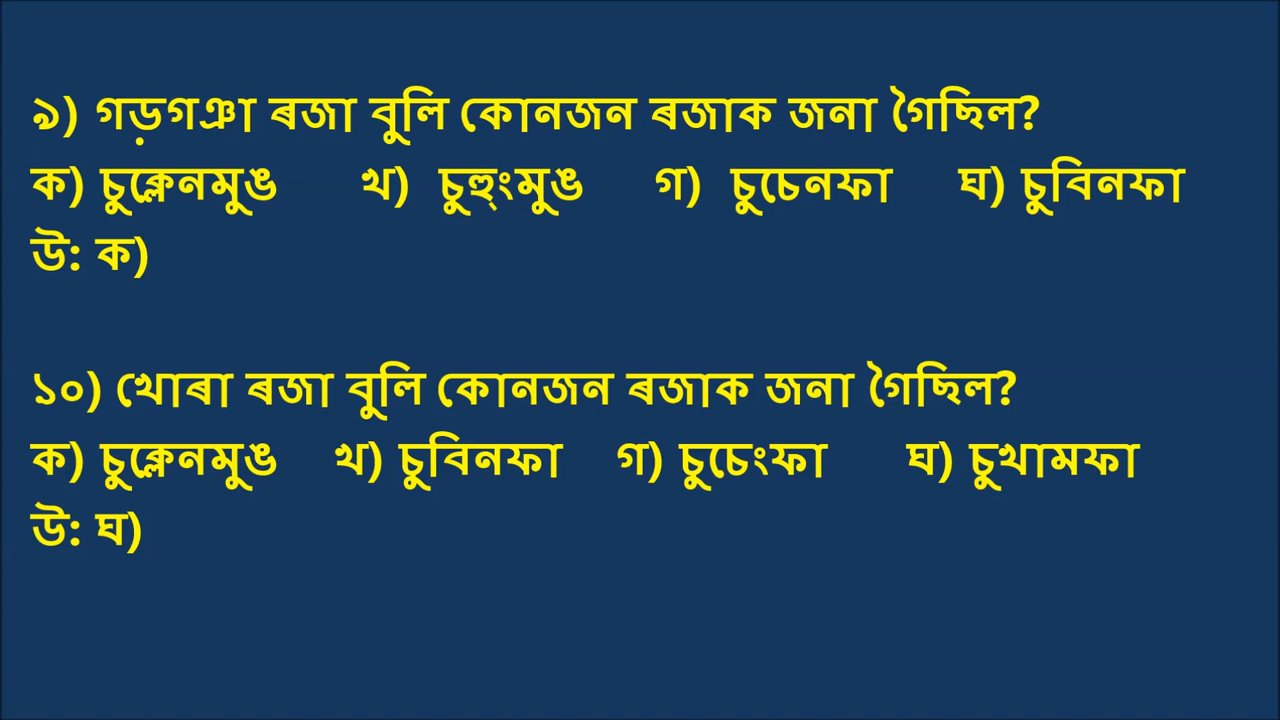 ৯) গড়গঞা ৰজা বুলি কোনজন ৰজাক জনা গৈছিল?
ক) চুক্লেনমুঙ খ) চুহু্ংমুঙ গ) চুচেনফা ঘ) চুবিনফা
উ: ক)
১০) খোৰা ৰজা বুলি কোনজন ৰজাক জনা গৈছিল?
ক) চুক্লেনমুঙ খ) চুবিনফা গ) চুচেংফা ঘ) চুখামফা
উ: ঘ)